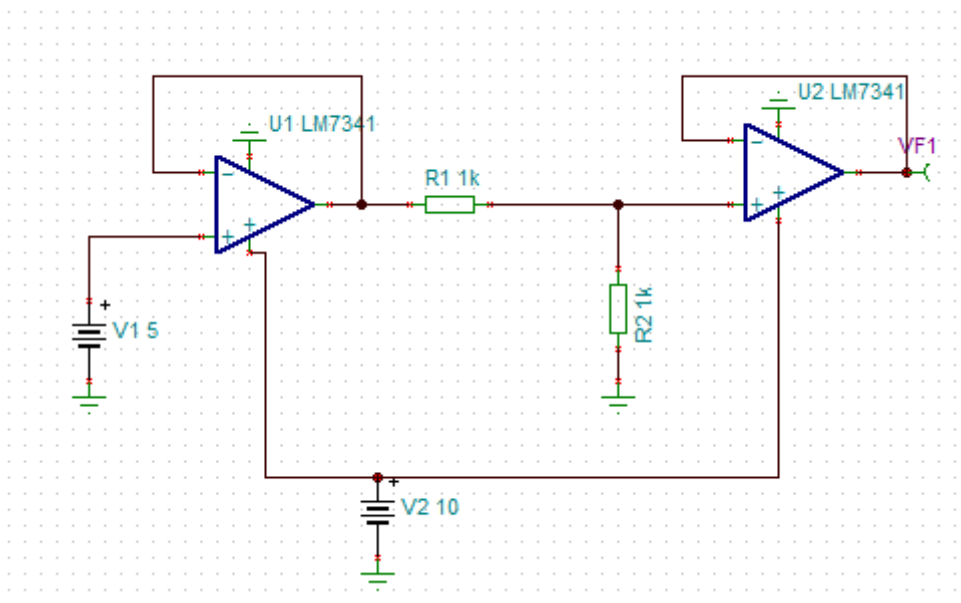 U1 LM7341
U2 LM7341
VF1
R1 1k
- 
+
+
-
+
+
+
V1 5
R2 1k
+
V2 10